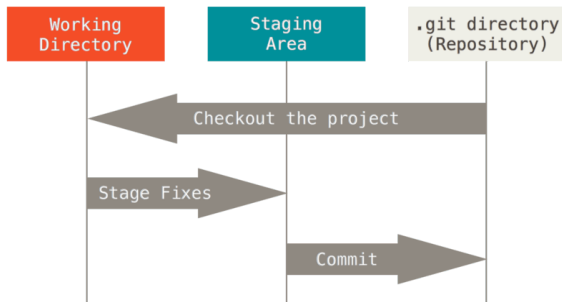 Working
Directory
Staging
Area
.git directory
(Repository)
Checkout the project
Stage Fixes
Commit